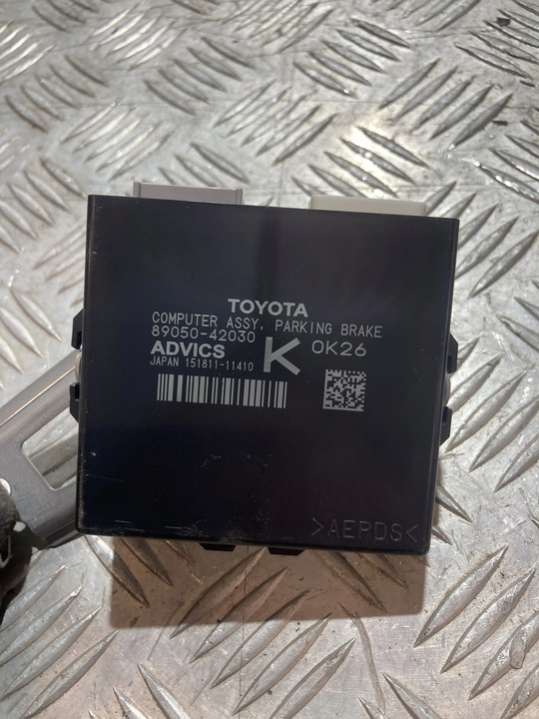 TOYOTA
COMPUTER ASSY, PARKING BRAKE
89050-42030
ADVICS K 0K26
JAPAN 151811-11410
>AEPDS<